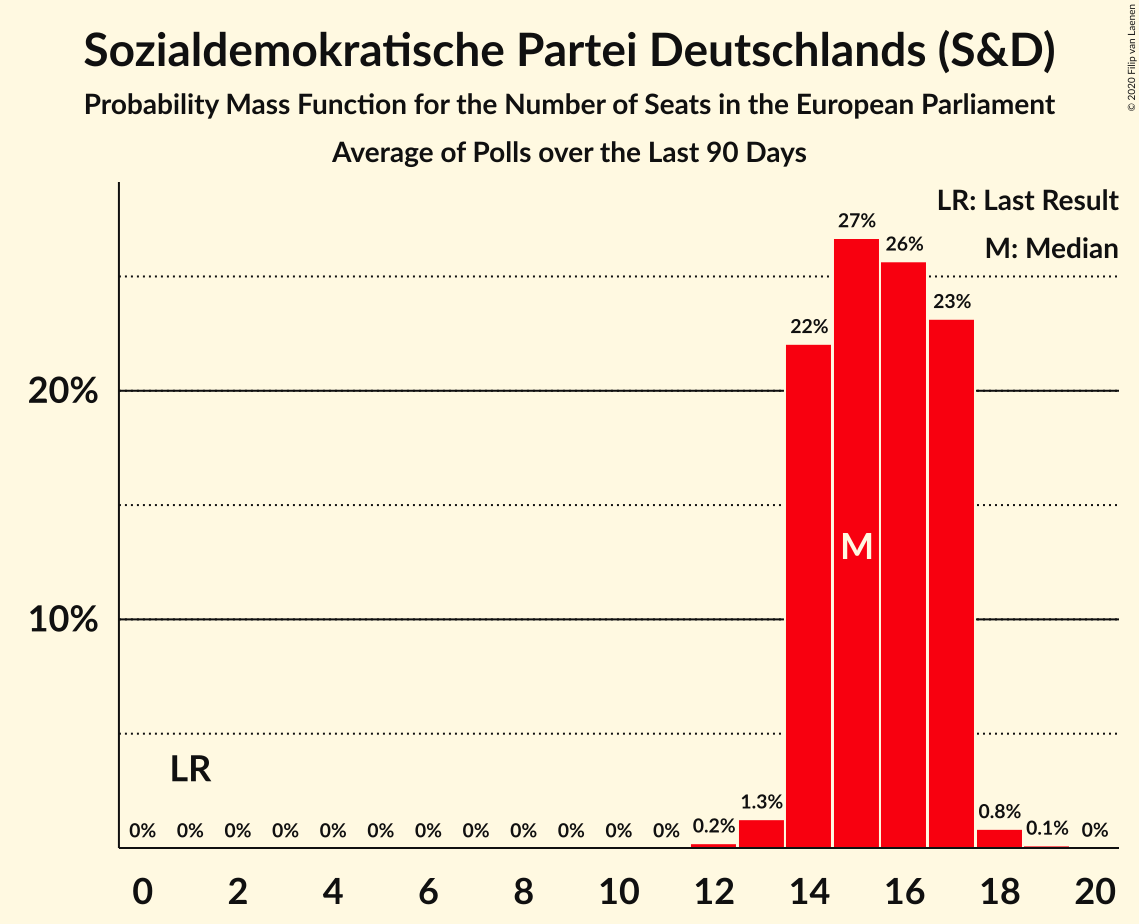 Sozialdemokratische Partei Deutschlands (S&D)
Probability Mass Function for the Number of Seats in the European Parliament
Average of Polls over the Last 90 Days
© 2020 Filip van Laenen
LR: Last Result
M: Median
27%
26%
23%
22%
20%
10%
M
LR
0% 0% 0% 0% 0% 0% 0% 0% 0% 0% 0% 0% 0.2% 1.3% 0.8% 0.1% 0%
0 2 4 6 8 10 12 14 16 18 20